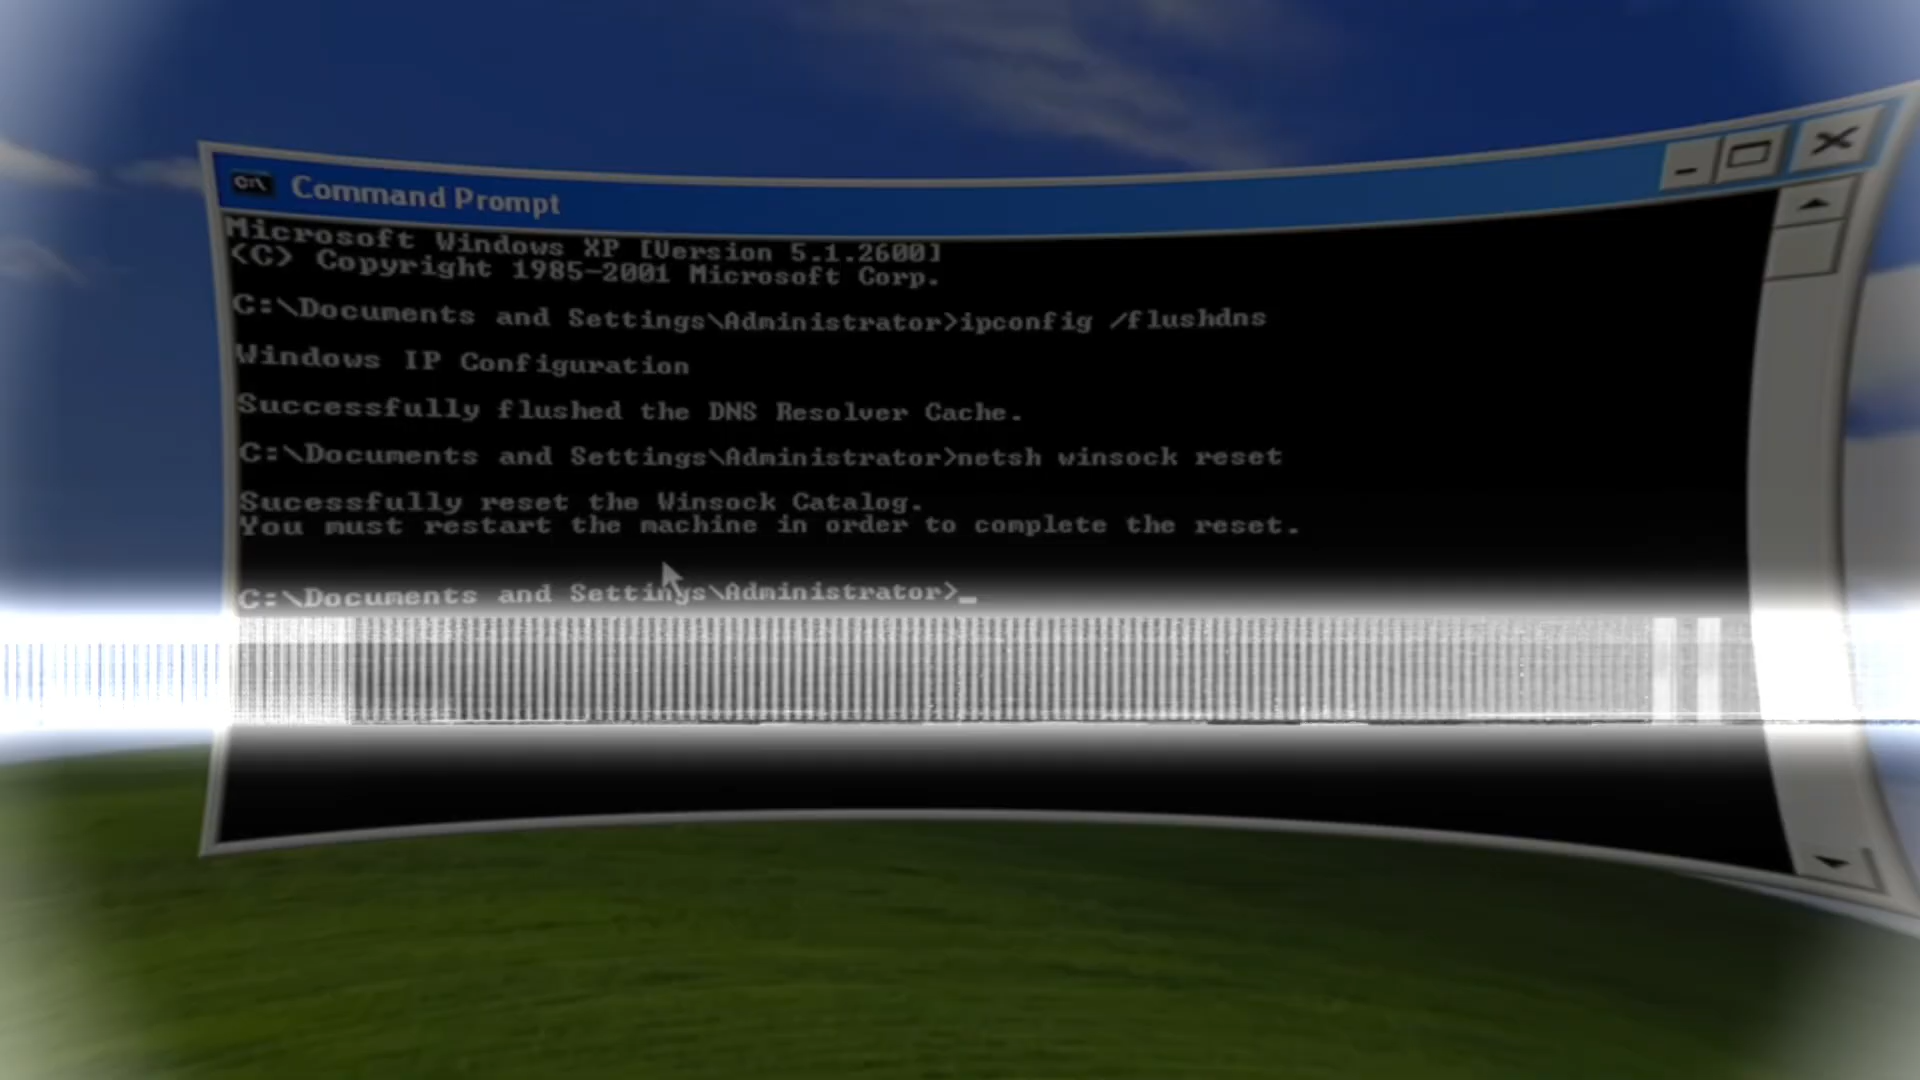 C:\
Command Prompt
Microsoft Windows XP [Version 5.1.2600]
(C) Copyright 1985-2001 Microsoft Corp.
C:\Documents and Settings\Administrator>ipconfig /flushdns
Windows IP Configuration
Successfully flushed the DNS Resolver Cache.
C:\Documents and Settings\Administrator>netsh winsock reset
Sucessfully reset the Winsock Catalog.
You must restart the machine in order to complete the reset.
C:\Documents and Settings\Administrator>_